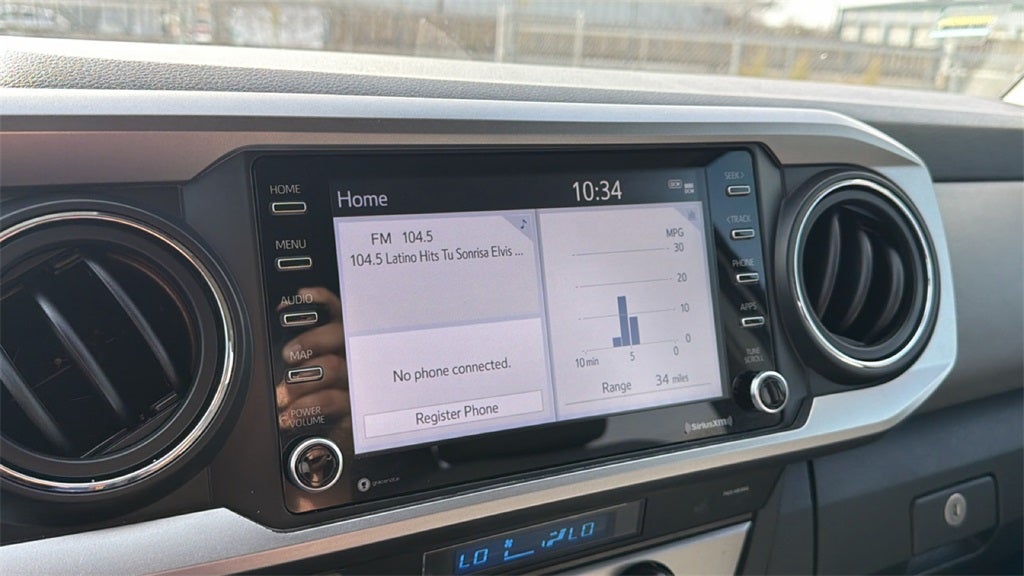 HOME
MENU
AUDIO
MAP
POWER
VOLUME
gracenote
Home 10:34
DCM
FM 104.5
104.5 Latino Hits Tu Sonrisa Elvis ...
No phone connected.
Register Phone
MPG
30
20
10
0
10 min 5 0
Range 34 miles
SEEK >
< TRACK
PHONE
APPS
TUNE
SCROLL
SiriusXM
LO LO